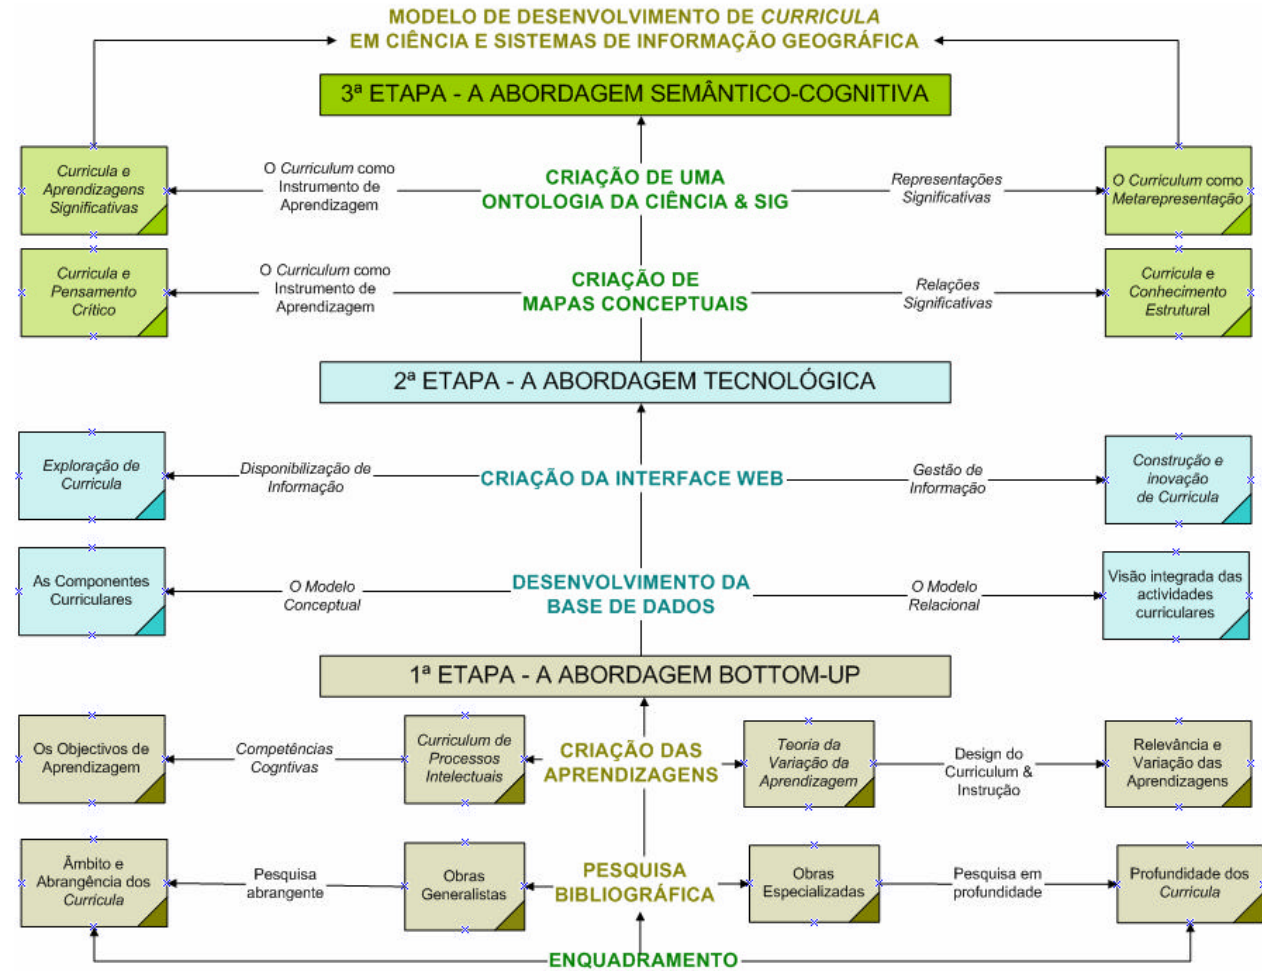 MODELO DE DESENVOLVIMENTO DE CURRICULA
EM CIÊNCIA E SISTEMAS DE INFORMAÇÃO GEOGRÁFICA
3ª ETAPA - A ABORDAGEM SEMÂNTICO-COGNITIVA
Curricula e
Aprendizagens
Significativas
O Curriculum como
Instrumento de
Aprendizagem
CRIAÇÃO DE UMA
ONTOLOGIA DA CIÊNCIA & SIG
Representações
Significativas
O Curriculum como
Metarepresentação
Curricula e
Pensamento
Crítico
O Curriculum como
Instrumento de
Aprendizagem
CRIAÇÃO DE
MAPAS CONCEPTUAIS
Relações
Significativas
Curricula e
Conhecimento
Estrutural
2ª ETAPA - A ABORDAGEM TECNOLÓGICA
Exploração de
Curricula
Disponibilização de
Informação
CRIAÇÃO DA INTERFACE WEB
Gestão de
Informação
Construção e
inovação
de Curricula
As Componentes
Curriculares
O Modelo
Conceptual
DESENVOLVIMENTO DA
BASE DE DADOS
O Modelo
Relacional
Visão integrada das
actividades
curriculares
1ª ETAPA - A ABORDAGEM BOTTOM-UP
Os Objectivos de
Aprendizagem
Competências
Cogntivas
Curriculum de
Processos
Intelectuais
CRIAÇÃO DAS
APRENDIZAGENS
Teoria da
Variação da
Aprendizagem
Design do
Curriculum &
Instrução
Relevância e
Variação das
Aprendizagens
Âmbito e
Abrangência dos
Curricula
Pesquisa
abrangente
Obras
Generalistas
PESQUISA
BIBLIOGRÁFICA
Obras
Especializadas
Pesquisa em
profundidade
Profundidade dos
Curricula
ENQUADRAMENTO